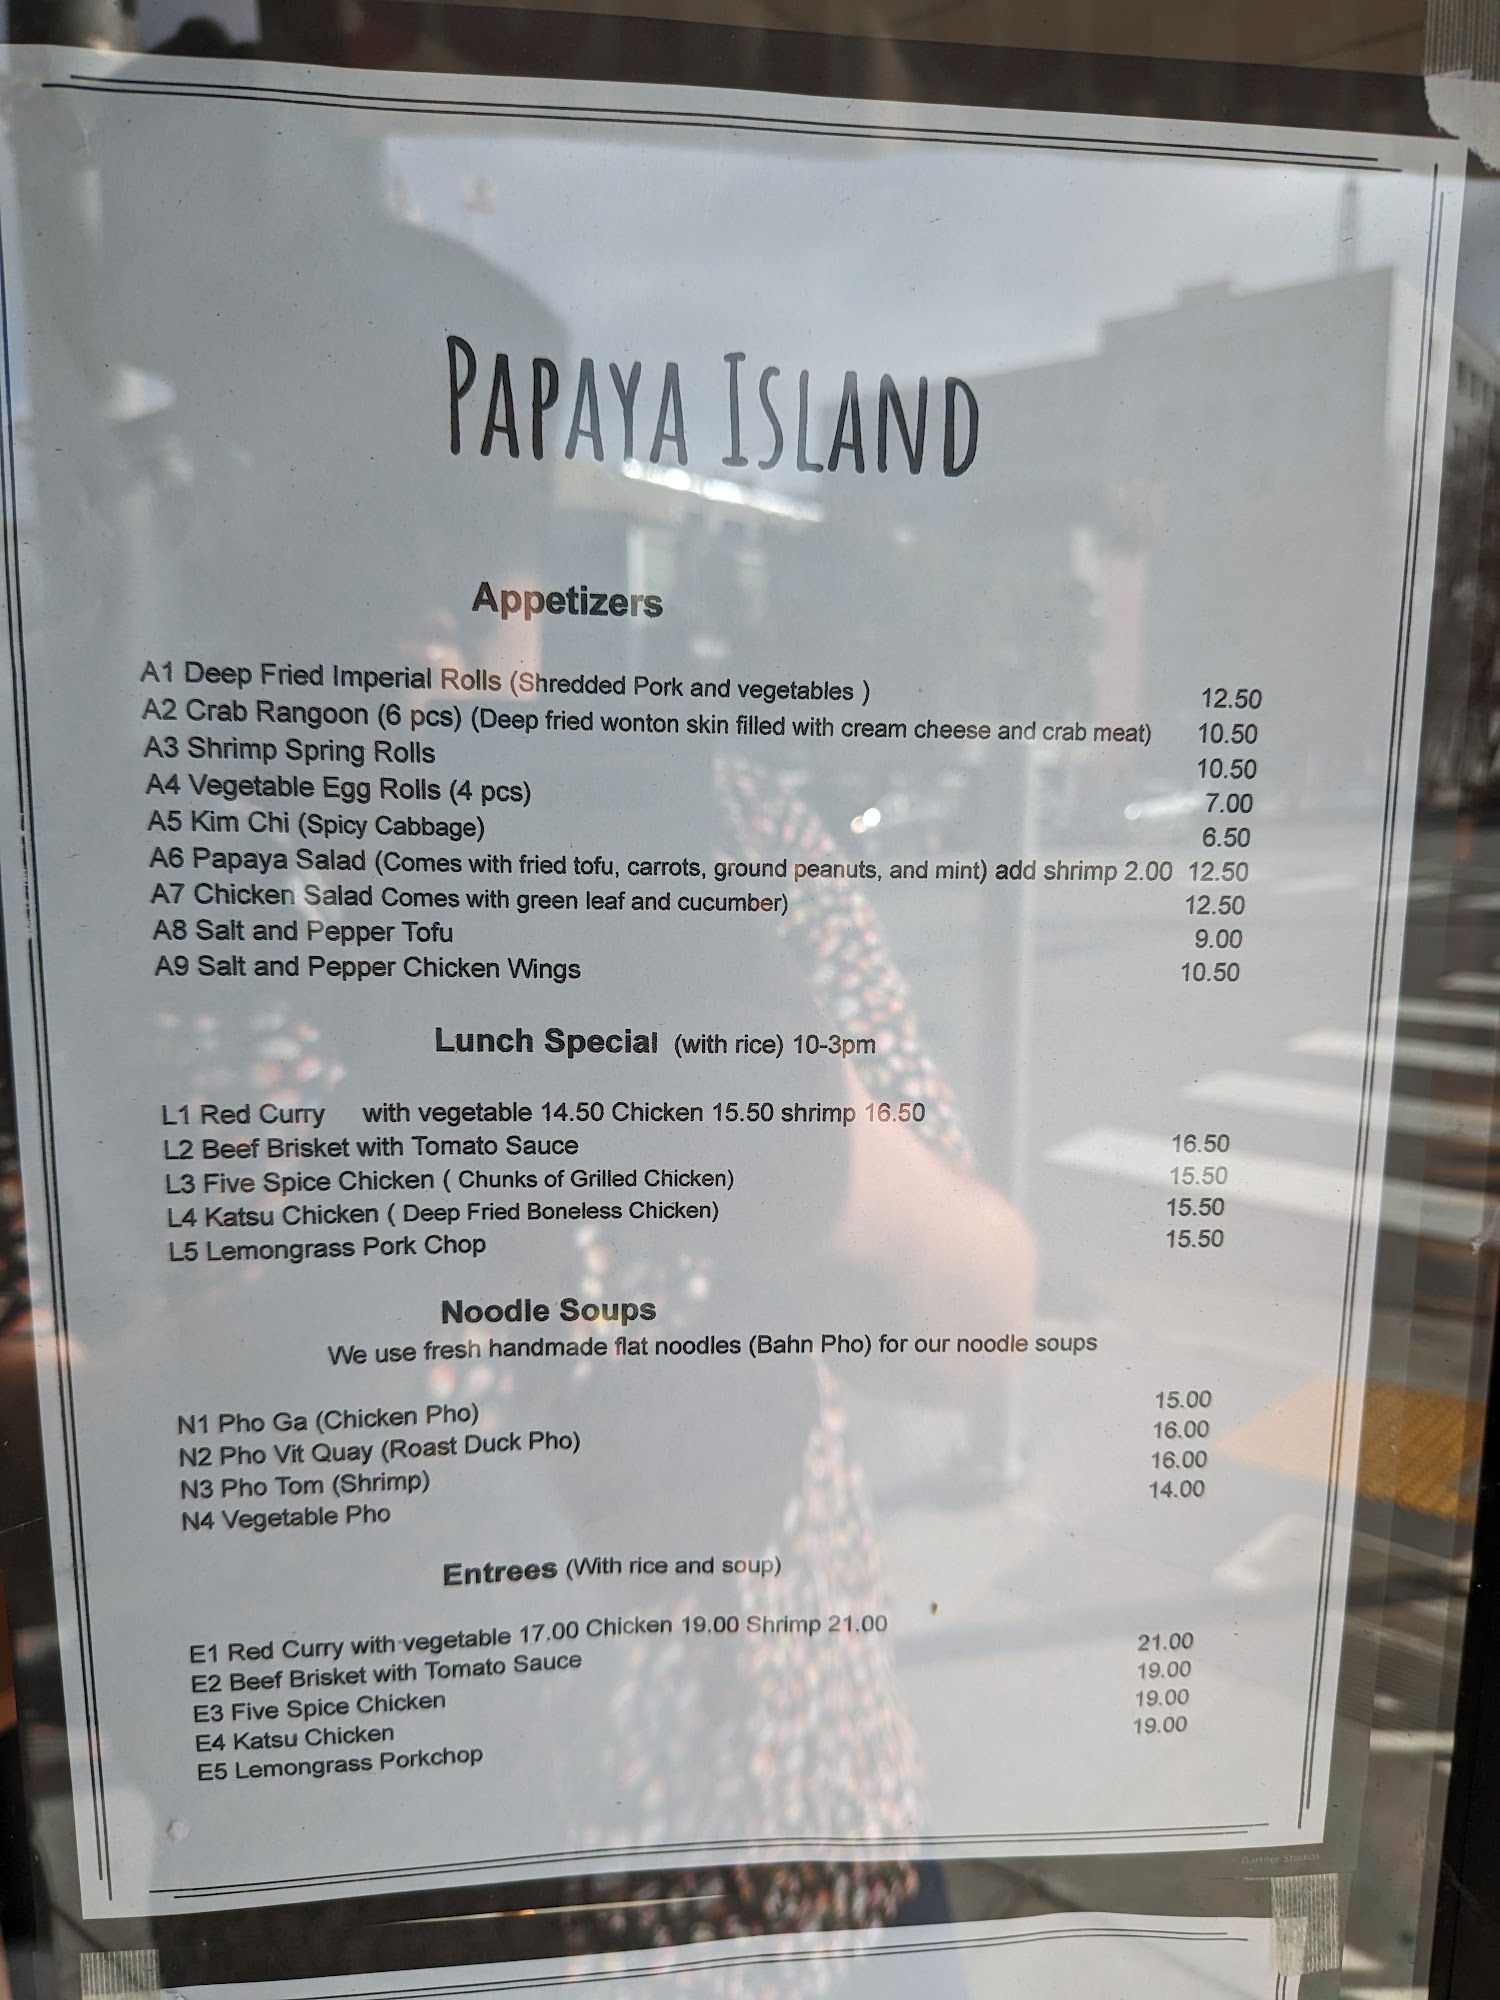 PAPAYA ISLAND
Appetizers
A1 Deep Fried Imperial Rolls (Shredded Pork and vegetables ) 12.50
A2 Crab Rangoon (6 pcs) (Deep fried wonton skin filled with cream cheese and crab meat) 10.50
A3 Shrimp Spring Rolls 10.50
A4 Vegetable Egg Rolls (4 pcs) 7.00
A5 Kim Chi (Spicy Cabbage) 6.50
A6 Papaya Salad (Comes with fried tofu, carrots, ground peanuts, and mint) add shrimp 2.00 12.50
A7 Chicken Salad Comes with green leaf and cucumber) 12.50
A8 Salt and Pepper Tofu 9.00
A9 Salt and Pepper Chicken Wings 10.50
Lunch Special (with rice) 10-3pm
L1 Red Curry with vegetable 14.50 Chicken 15.50 shrimp 16.50
L2 Beef Brisket with Tomato Sauce 16.50
L3 Five Spice Chicken ( Chunks of Grilled Chicken) 15.50
L4 Katsu Chicken ( Deep Fried Boneless Chicken) 15.50
L5 Lemongrass Pork Chop 15.50
Noodle Soups
We use fresh handmade flat noodles (Bahn Pho) for our noodle soups
N1 Pho Ga (Chicken Pho) 15.00
N2 Pho Vit Quay (Roast Duck Pho) 16.00
N3 Pho Tom (Shrimp) 16.00
N4 Vegetable Pho 14.00
Entrees (With rice and soup)
E1 Red Curry with vegetable 17.00 Chicken 19.00 Shrimp 21.00
E2 Beef Brisket with Tomato Sauce 21.00
E3 Five Spice Chicken 19.00
E4 Katsu Chicken 19.00
E5 Lemongrass Porkchop 19.00
Gartner Studios